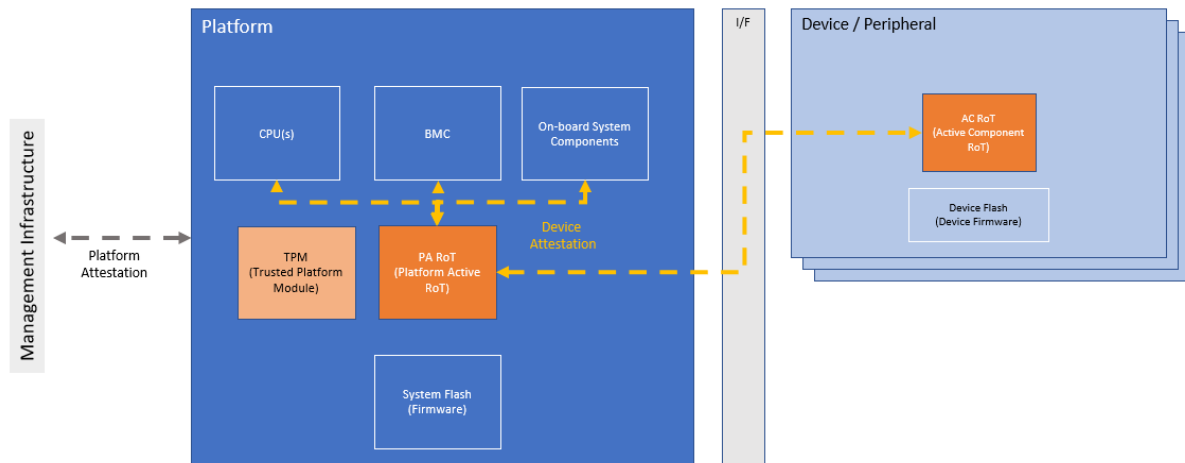 Platform
I/F
Device / Peripheral
CPU(s)
BMC
On-board System
Components
AC RoT
(Active Component
RoT)
Management Infrastructure
Platform
Attestation
TPM
(Trusted Platform
Module)
PA RoT
(Platform Active
RoT)
Device
Attestation
Device Flash
(Device Firmware)
System Flash
(Firmware)